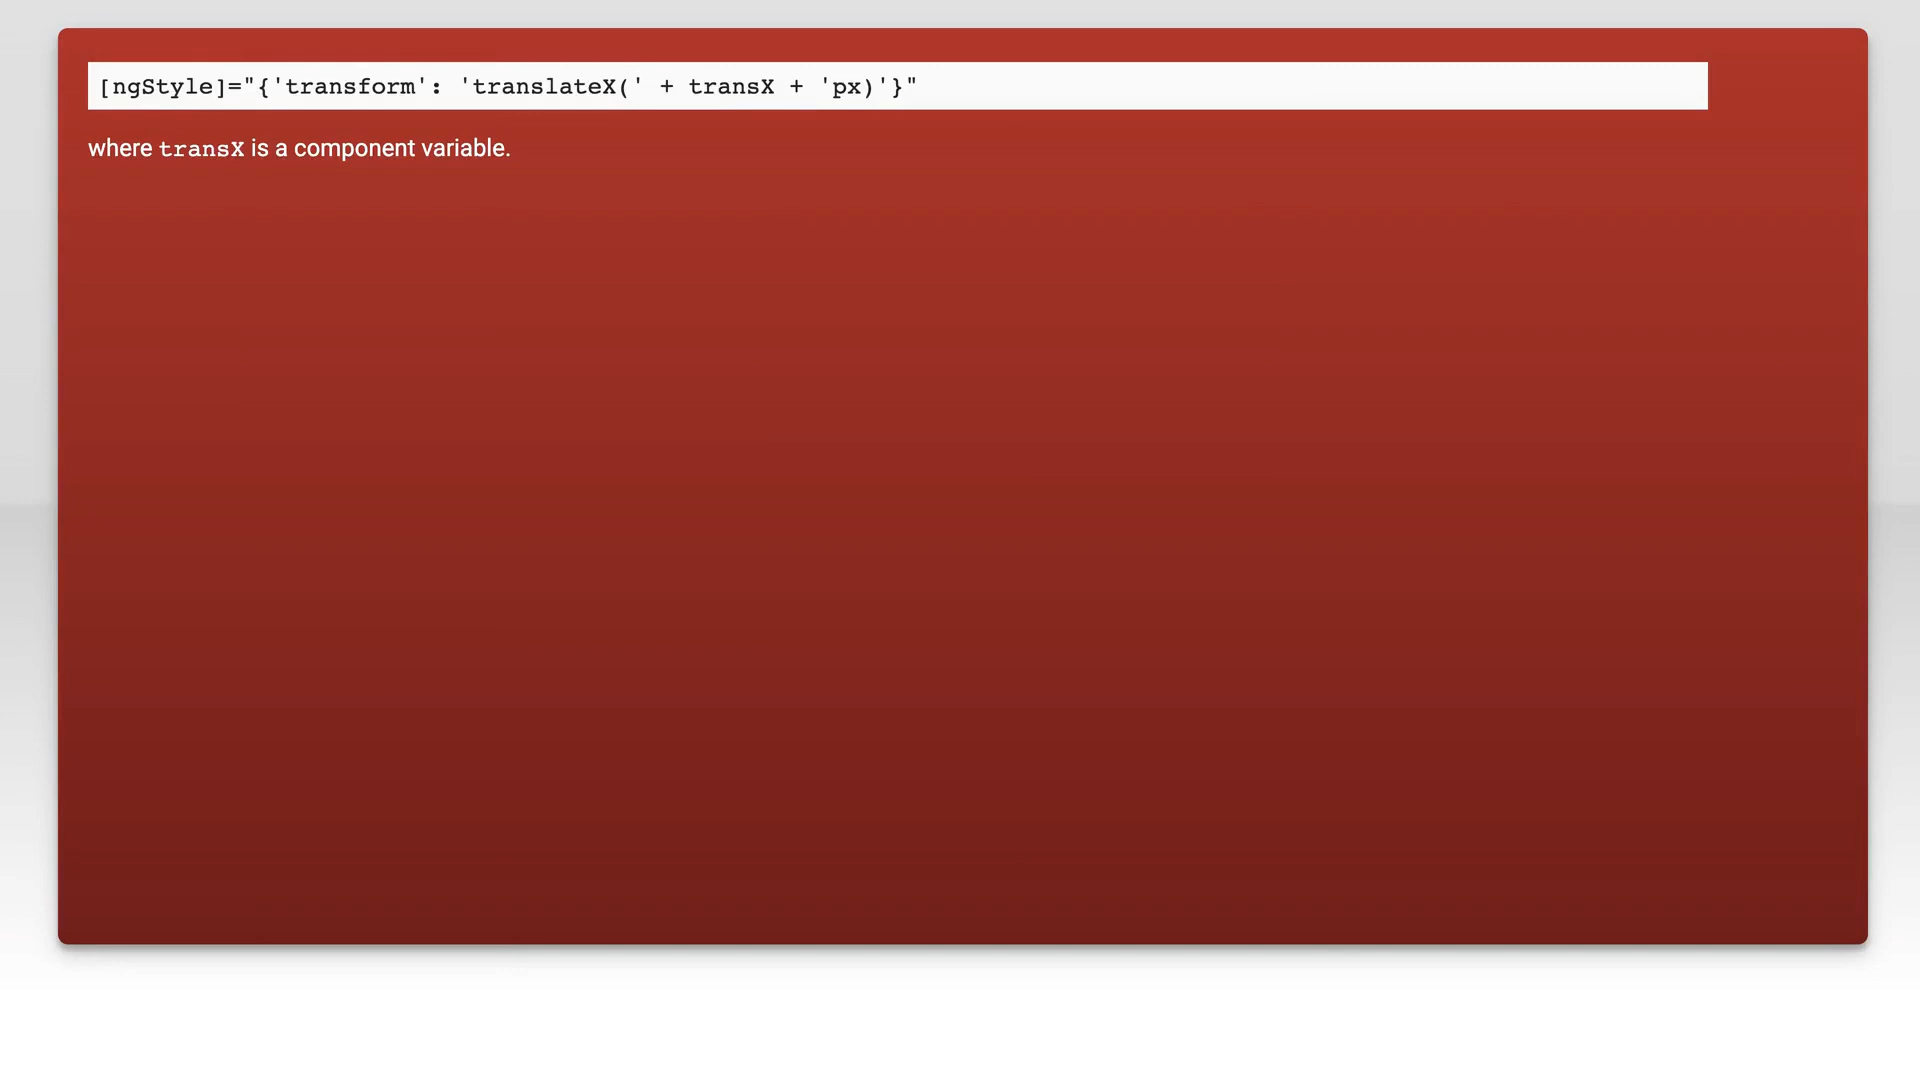 [ngStyle]="{'transform': 'translateX(' + transX + 'px)'}"
where transX is a component variable.